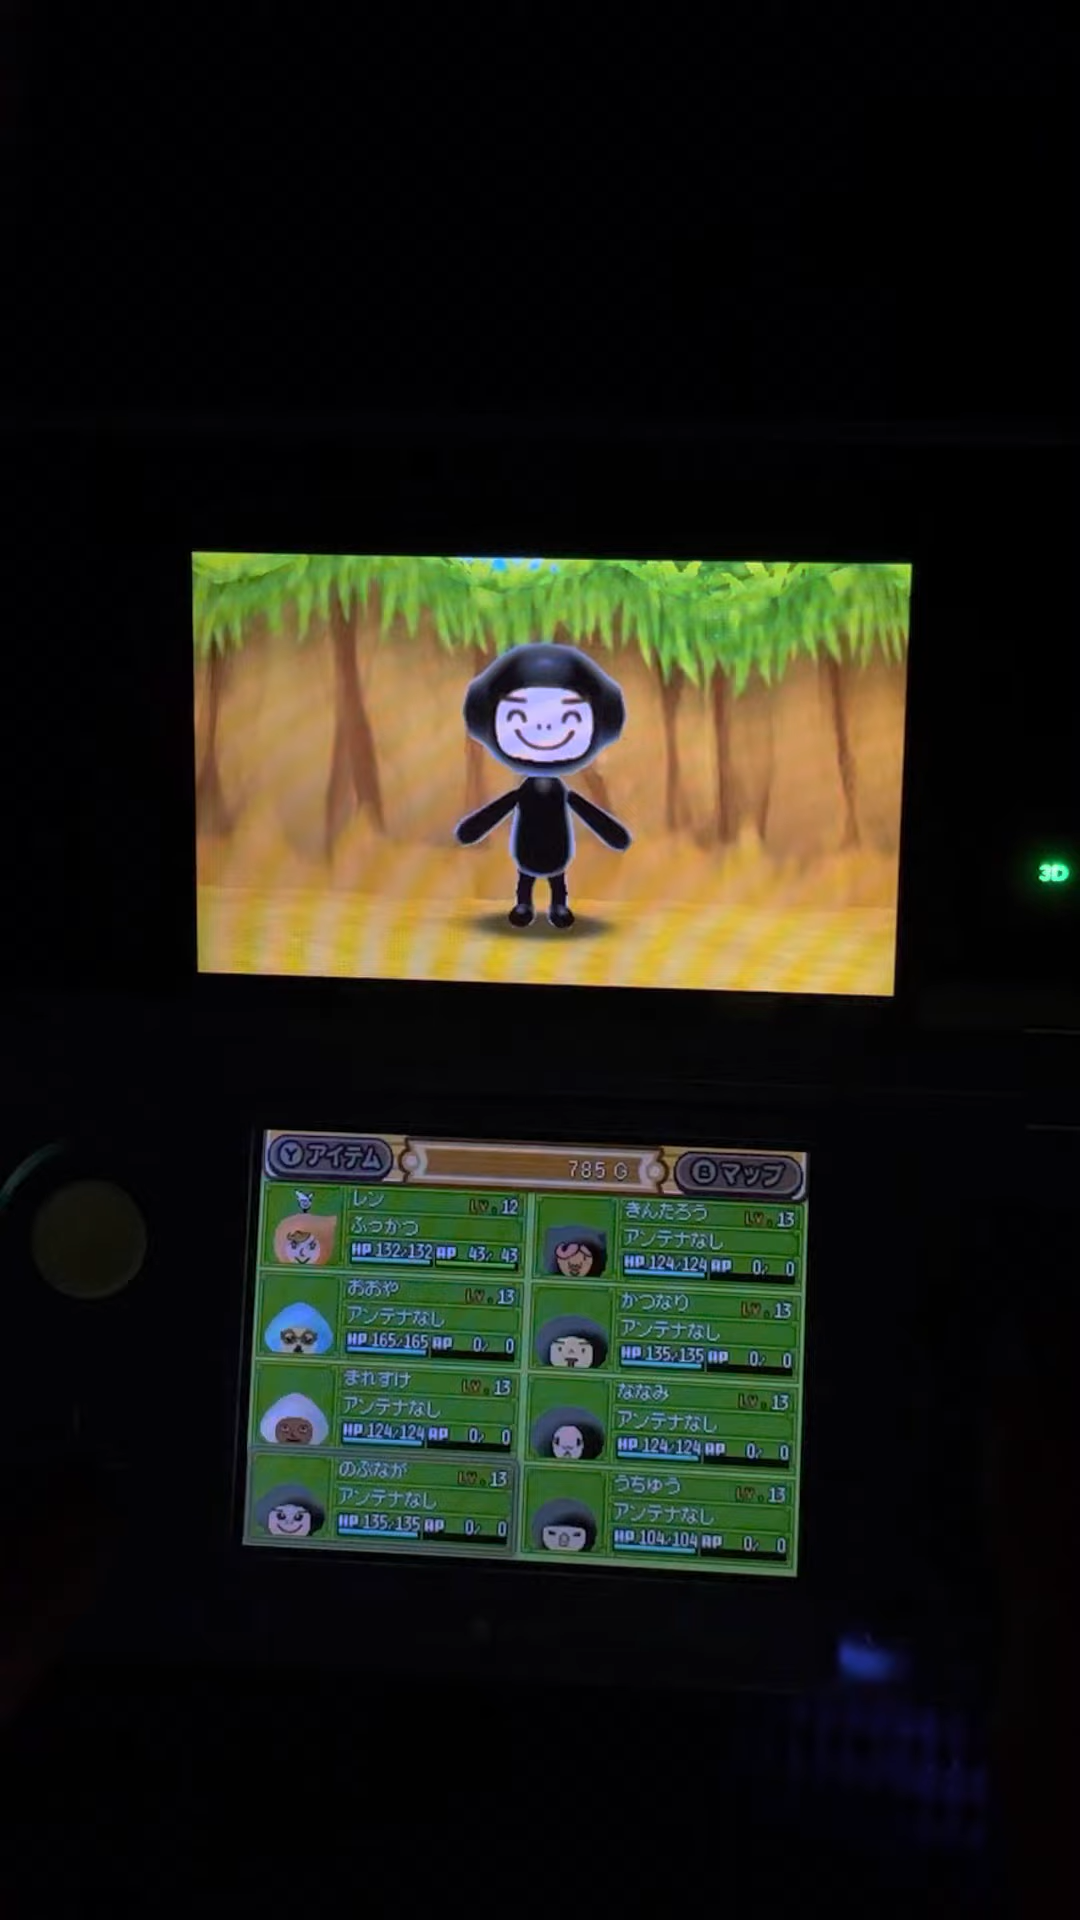 3D
Ⓨアイテム
785 G
Ⓑマップ
レン Lv.12
ふっかつ
HP 132/132 AP 43/43
きんたろう Lv.13
アンテナなし
HP 124/124 AP 0/0
おおや Lv.13
アンテナなし
HP 165/165 AP 0/0
かつなり Lv.13
アンテナなし
HP 135/135 AP 0/0
まれすけ Lv.13
アンテナなし
HP 124/124 AP 0/0
ななみ Lv.13
アンテナなし
HP 124/124 AP 0/0
のぶなが Lv.13
アンテナなし
HP 135/135 AP 0/0
うちゅう Lv.13
アンテナなし
HP 104/104 AP 0/0